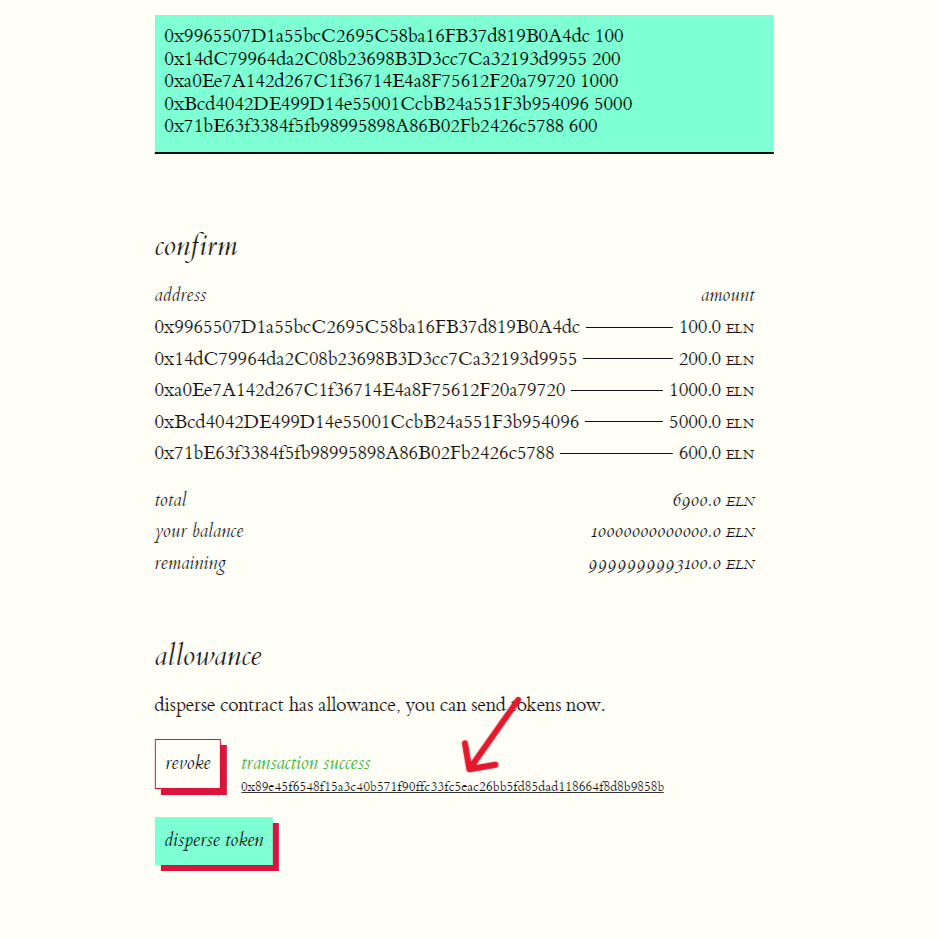 0x9965507D1a55bcC2695C58ba16FB37d819B0A4dc 100
0x14dC79964da2C08b23698B3D3cc7Ca32193d9955 200
0xa0Ee7A142d267C1f36714E4a8F75612F20a79720 1000
0xBcd4042DE499D14e55001CcbB24a551F3b954096 5000
0x71bE63f3384f5fb98995898A86B02Fb2426c5788 600
confirm
address amount
0x9965507D1a55bcC2695C58ba16FB37d819B0A4dc 100.0 ELN
0x14dC79964da2C08b23698B3D3cc7Ca32193d9955 200.0 ELN
0xa0Ee7A142d267C1f36714E4a8F75612F20a79720 1000.0 ELN
0xBcd4042DE499D14e55001CcbB24a551F3b954096 5000.0 ELN
0x71bE63f3384f5fb98995898A86B02Fb2426c5788 600.0 ELN
total 6900.0 ELN
your balance 10000000000000.0 ELN
remaining 9999999993100.0 ELN
allowance
disperse contract has allowance, you can send tokens now.
revoke transaction success
0x89e45f6548f15a3c40b571f90ffc33fc5eac26bb5fd85dad118664f8d8b9858b
disperse token